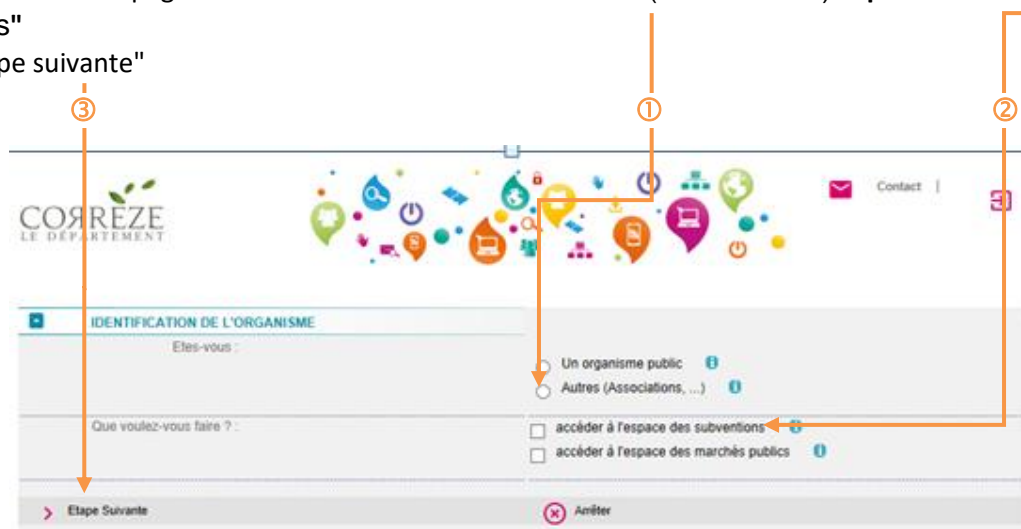 s"
pe suivante"
③ ① ②
CORRÈZE
LE DÉPARTEMENT
Contact |
IDENTIFICATION DE L'ORGANISME
Etes-vous :
Un organisme public
Autres (Associations, ...)
Que voulez-vous faire ? :
accéder à l'espace des subventions
accéder à l'espace des marchés publics
Etape Suivante
Arrêter